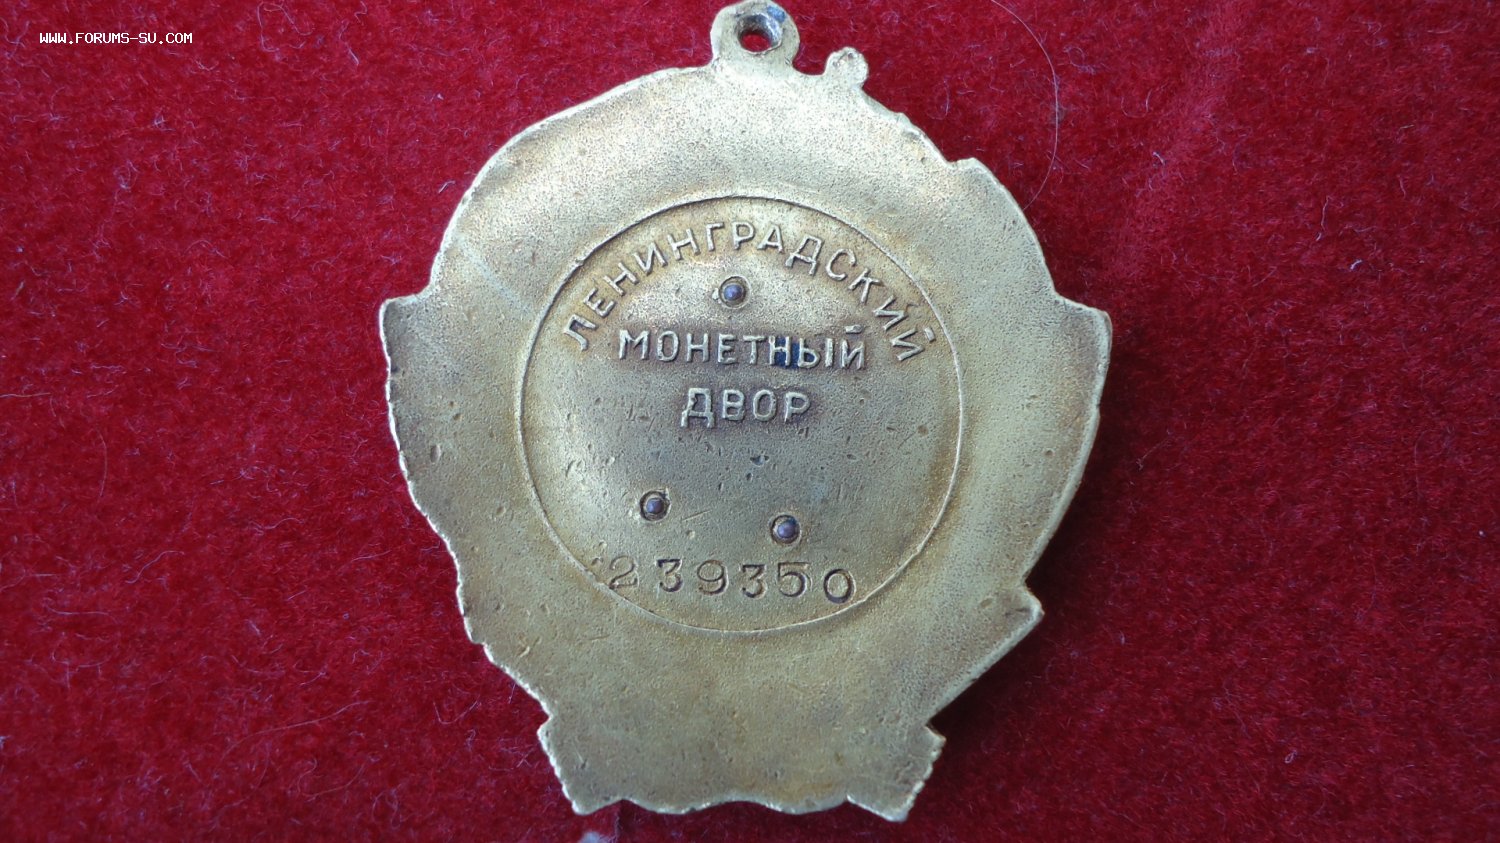 WWW.FORUMS-SU.COM
ЛЕНИНГРАДСКИЙ
МОНЕТНЫЙ
ДВОР
239350